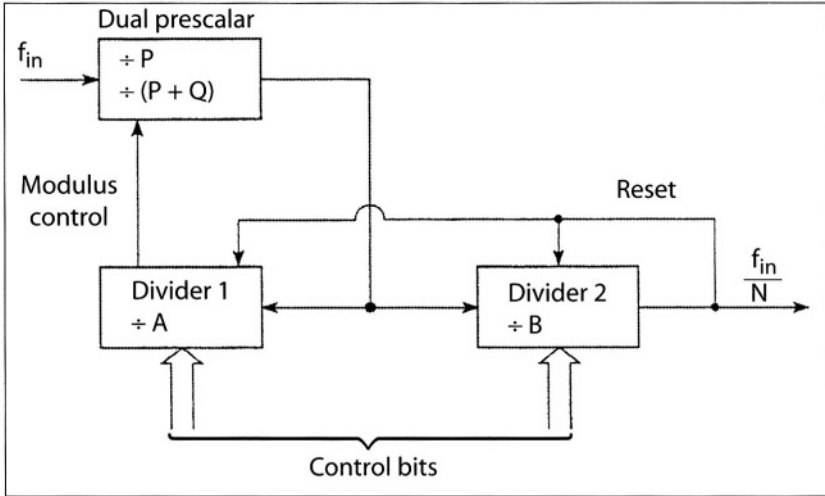 Dual prescalar
f_in
÷ P
÷ (P + Q)
Modulus
control
Reset
Divider 1
÷ A
Divider 2
÷ B
f_in
N
Control bits